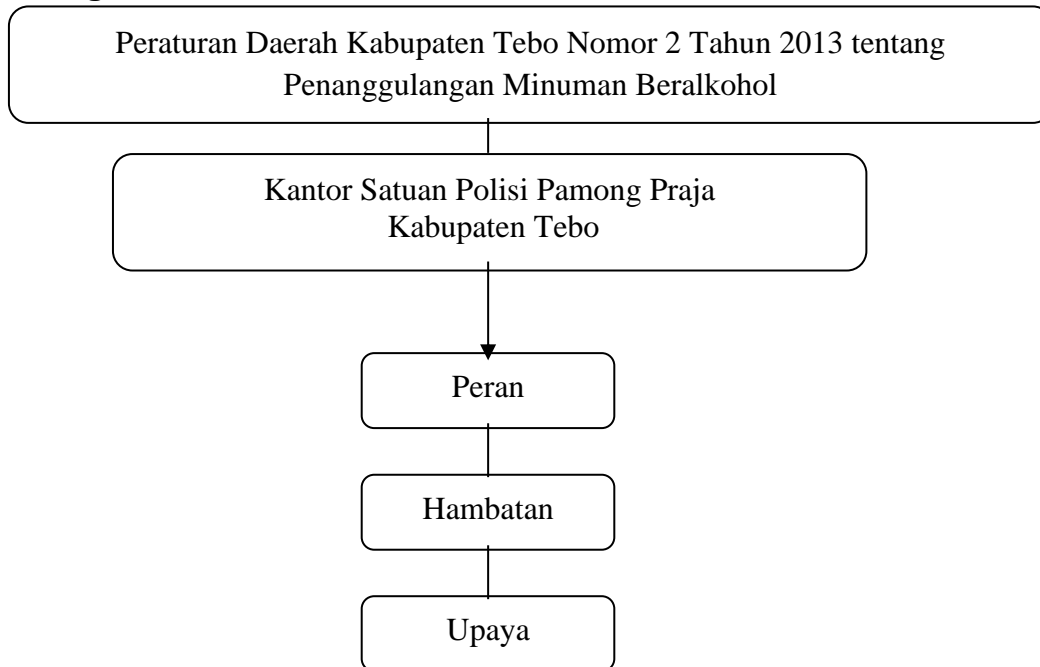 Peraturan Daerah Kabupaten Tebo Nomor 2 Tahun 2013 tentang
Penanggulangan Minuman Beralkohol
Kantor Satuan Polisi Pamong Praja
Kabupaten Tebo
Peran
Hambatan
Upaya